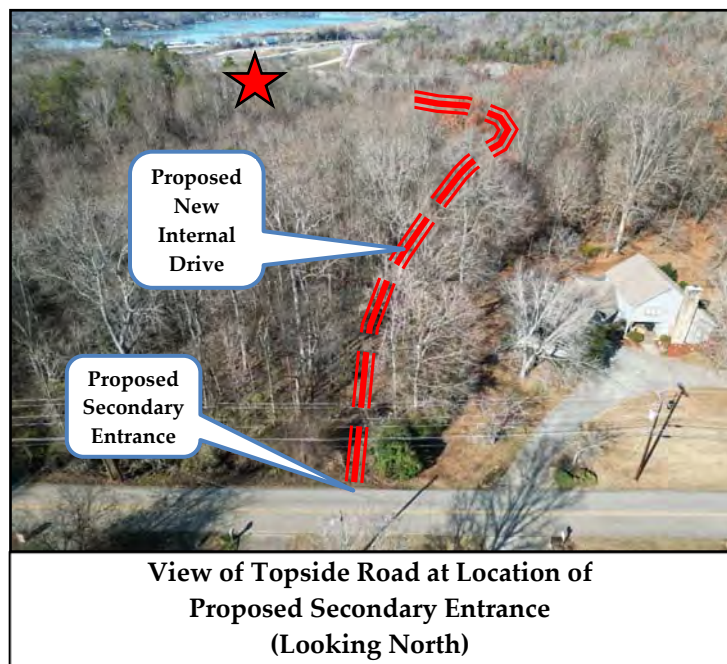 Proposed
New
Internal
Drive
Proposed
Secondary
Entrance
View of Topside Road at Location of
Proposed Secondary Entrance
(Looking North)